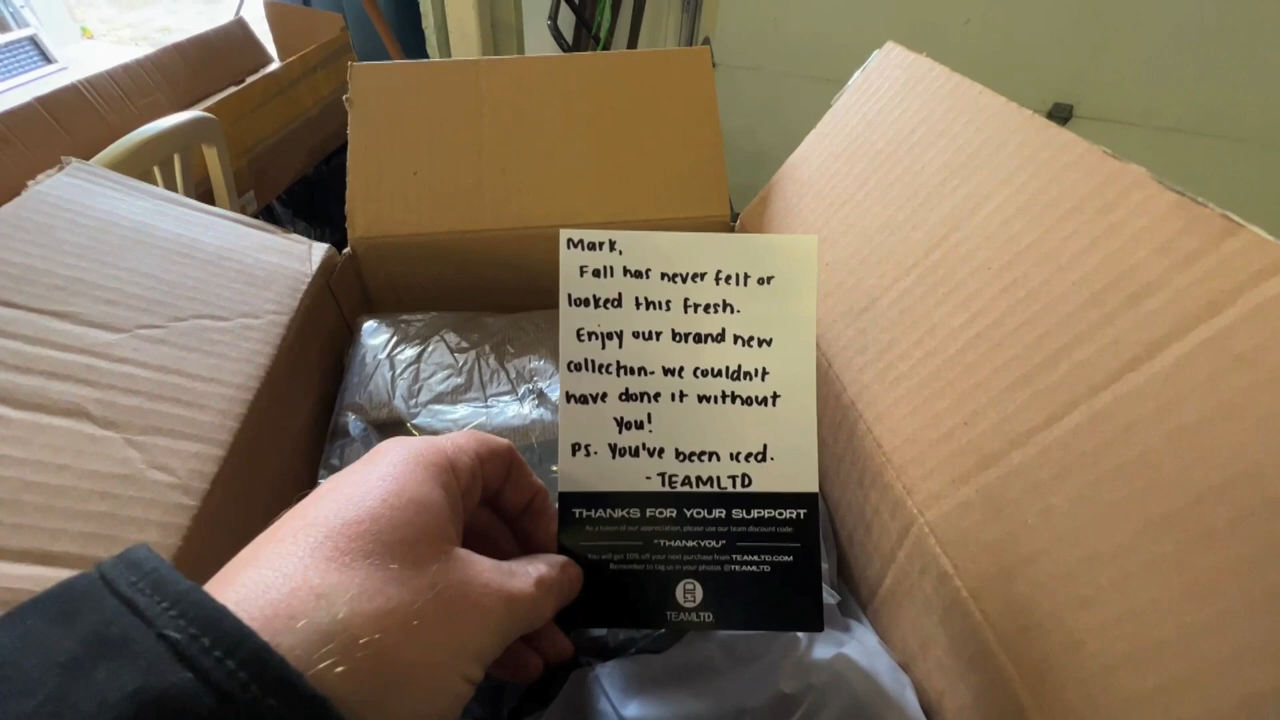 Mark,
Fall has never felt or
looked this fresh.
Enjoy our brand new
collection- we couldn't
have done it without
you!
Ps. You've been iced.
- TEAMLTD
THANKS FOR YOUR SUPPORT
As a token of our appreciation, please use our team discount code:
"THANKYOU"
You will get 10% off your next purchase from TEAMLTD.COM
Remember to tag us in your photos @TEAMLTD
LTD
TEAMLTD.